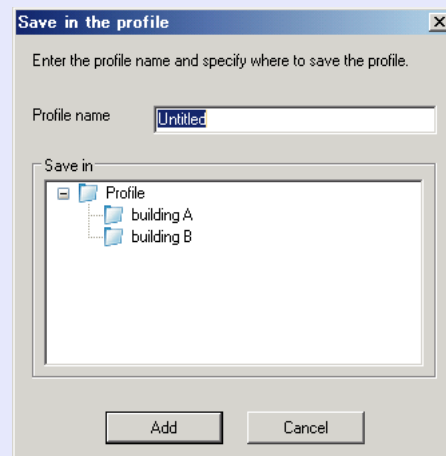 Save in the profile
Enter the profile name and specify where to save the profile.
Profile name
Untitled
Save in
Profile
building A
building B
Add
Cancel